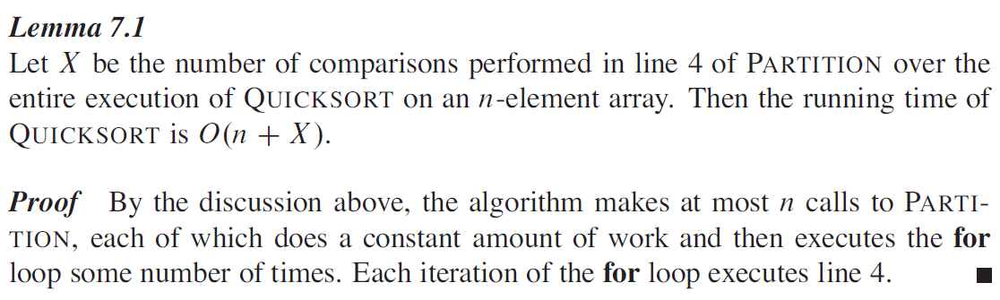 Lemma 7.1
Let X be the number of comparisons performed in line 4 of PARTITION over the
entire execution of QUICKSORT on an n-element array. Then the running time of
QUICKSORT is O(n + X).
Proof By the discussion above, the algorithm makes at most n calls to PARTI-
TION, each of which does a constant amount of work and then executes the for
loop some number of times. Each iteration of the for loop executes line 4. ■